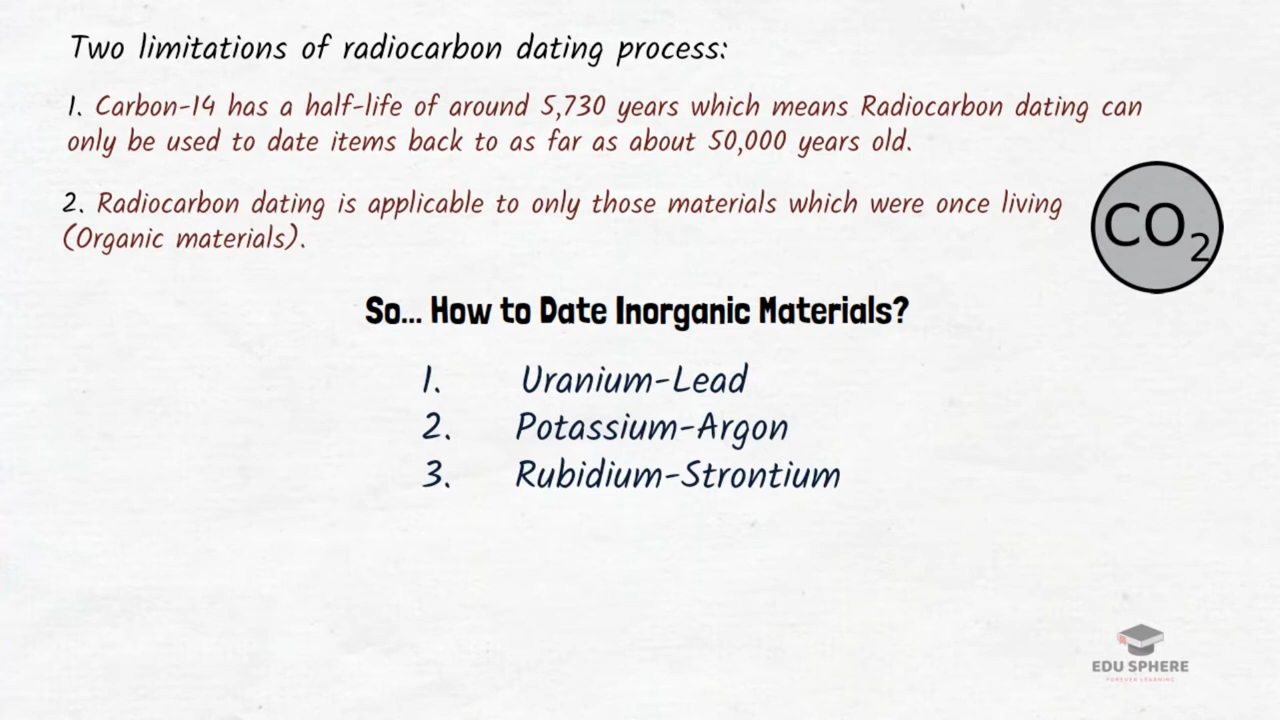 Two limitations of radiocarbon dating process:
1. Carbon-14 has a half-life of around 5,730 years which means Radiocarbon dating can
only be used to date items back to as far as about 50,000 years old.
2. Radiocarbon dating is applicable to only those materials which were once living
(Organic materials).
CO2
So... How to Date Inorganic Materials?
1. Uranium-Lead
2. Potassium-Argon
3. Rubidium-Strontium
EDU SPHERE
FOREVER LEARNING